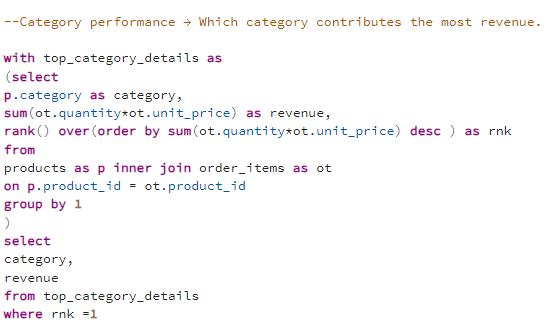 --Category performance → Which category contributes the most revenue.
with top_category_details as
(select
p.category as category,
sum(ot.quantity*ot.unit_price) as revenue,
rank() over(order by sum(ot.quantity*ot.unit_price) desc ) as rnk
from
products as p inner join order_items as ot
on p.product_id = ot.product_id
group by 1
)
select
category,
revenue
from top_category_details
where rnk =1